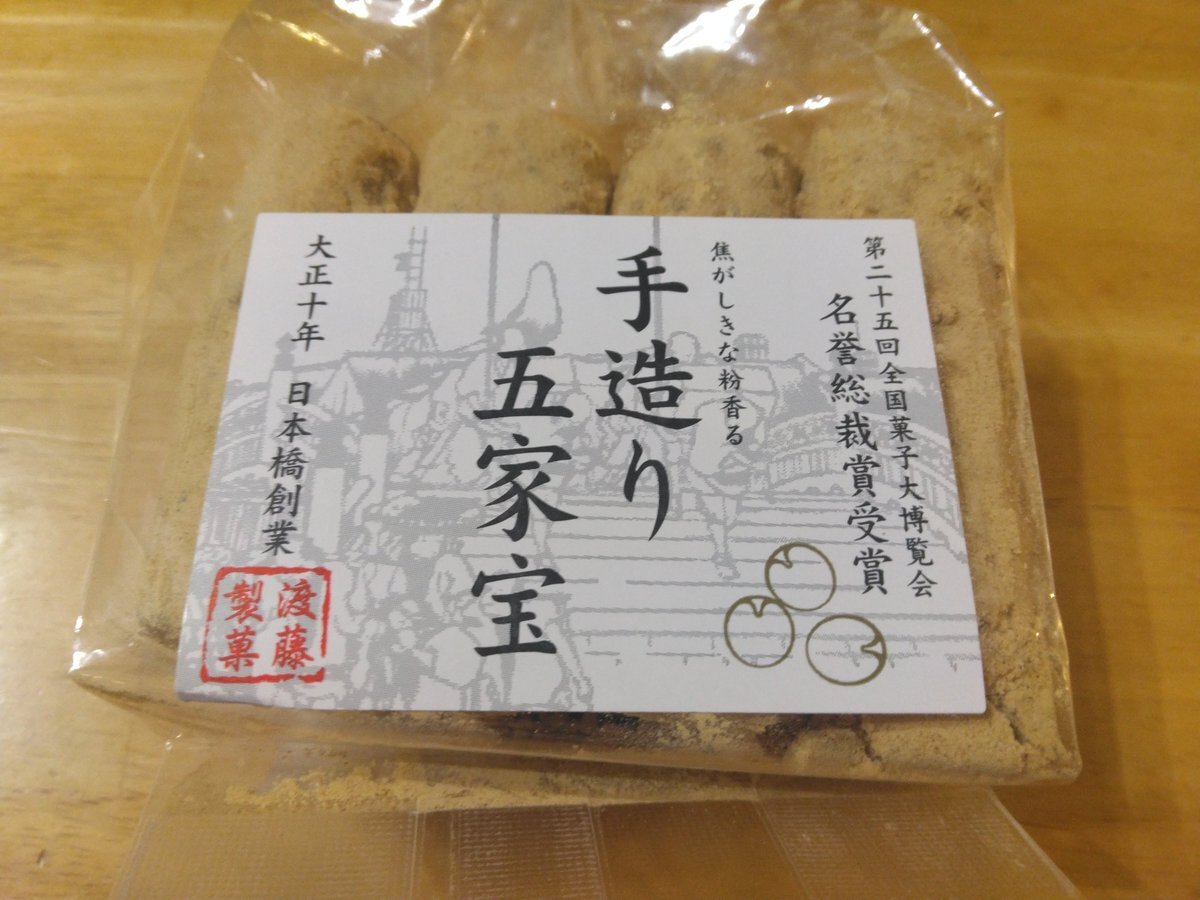 第二十五回全国菓子大博覧会
名誉総裁賞受賞
焦がしきな粉香る
手造り
五家宝
大正十年 日本橋創業
渡藤
製菓